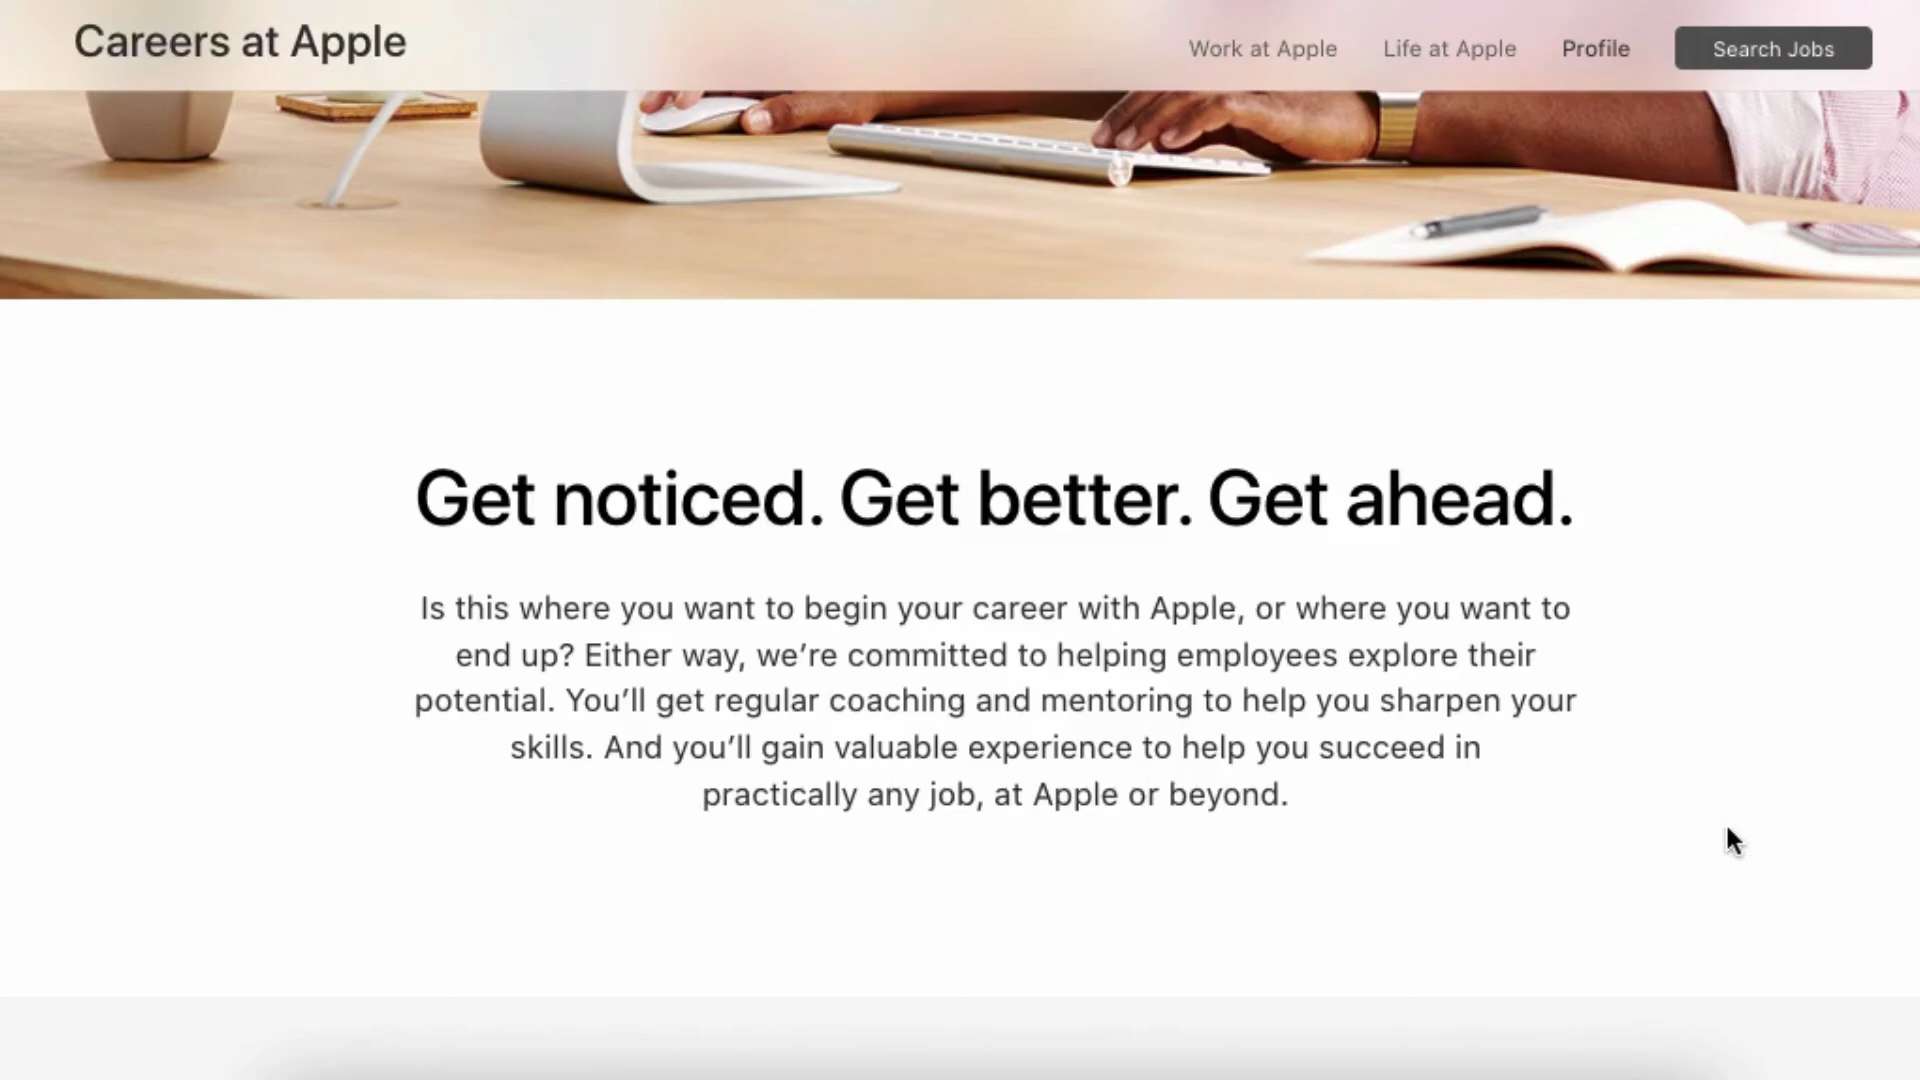 Careers at Apple
Work at Apple
Life at Apple
Profile
Search Jobs
Get noticed. Get better. Get ahead.
Is this where you want to begin your career with Apple, or where you want to
end up? Either way, we’re committed to helping employees explore their
potential. You’ll get regular coaching and mentoring to help you sharpen your
skills. And you’ll gain valuable experience to help you succeed in
practically any job, at Apple or beyond.